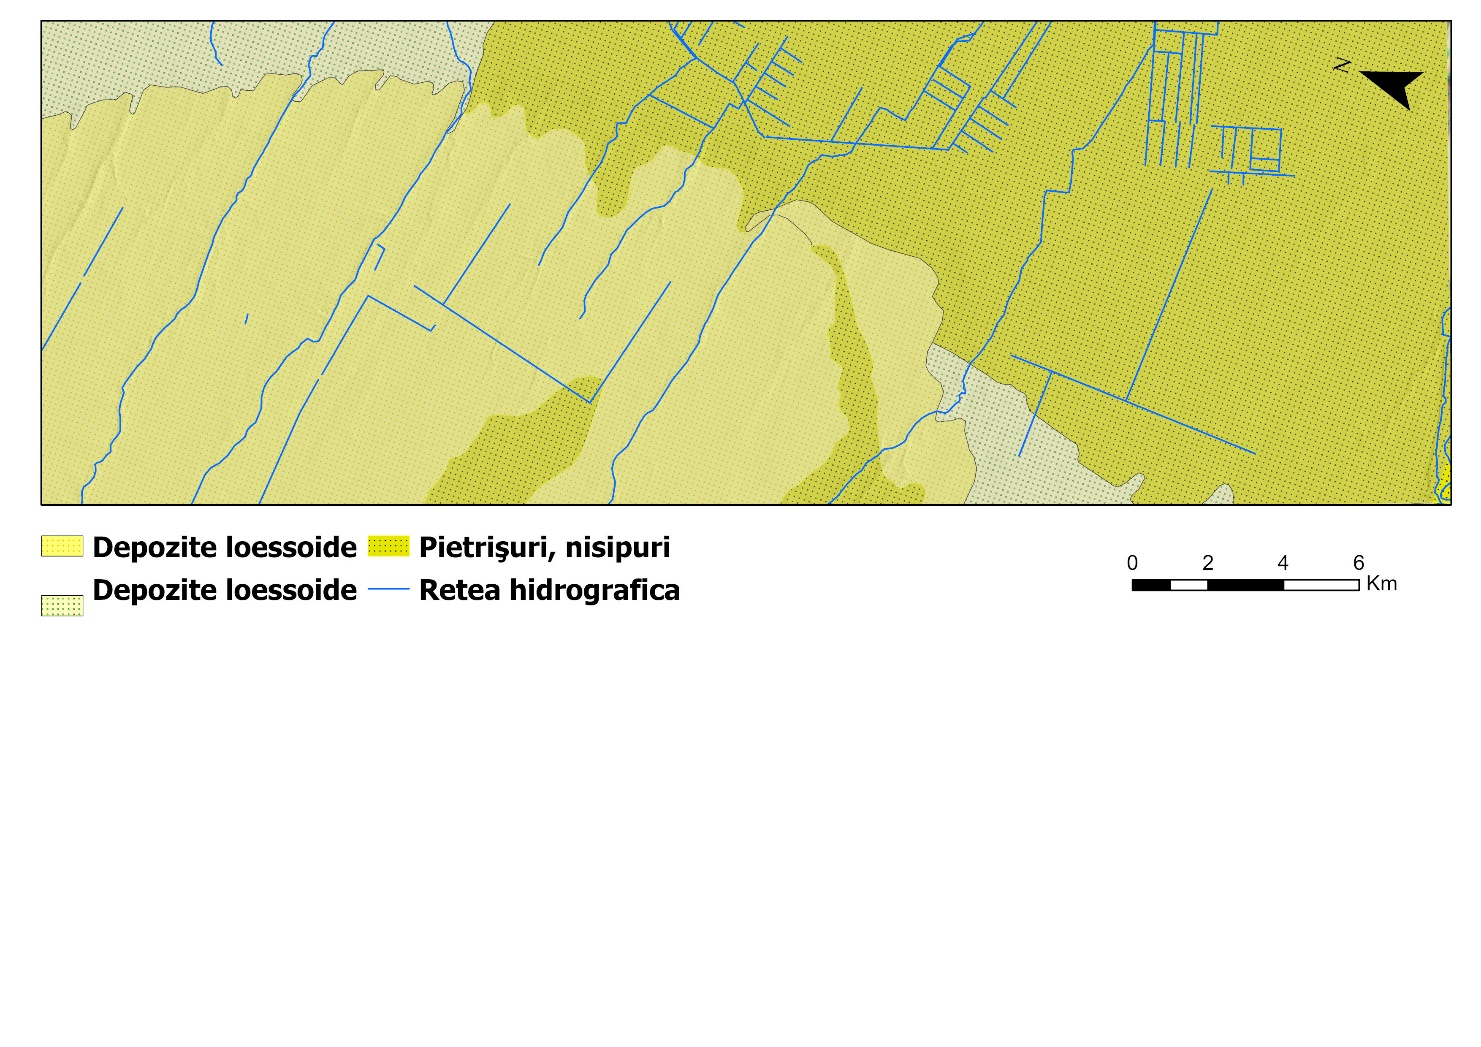 N
Depozite loessoide Pietrişuri, nisipuri
Depozite loessoide Retea hidrografica
0 2 4 6
Km